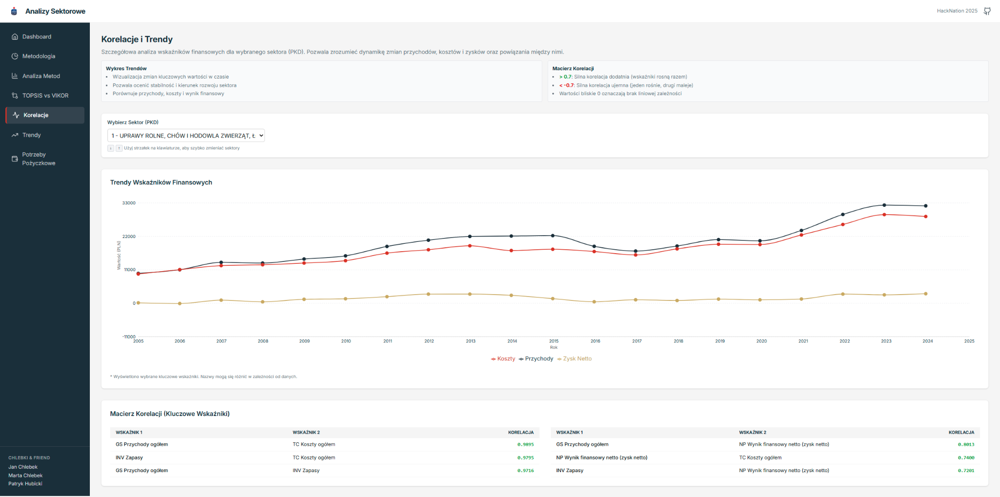 Analizy Sektorowe
HackNation 2025
Dashboard
Metodologia
Analiza Metod
TOPSIS vs VIKOR
Korelacje
Trendy
Potrzeby
Pożyczkowe
CHLEBKI & FRIEND
Jan Chlebek
Marta Chlebek
Patryk Hubicki
Korelacje i Trendy
Szczegółowa analiza wskaźników finansowych dla wybranego sektora (PKD). Pozwala zrozumieć dynamikę zmian przychodów, kosztów i zysków oraz powiązania między nimi.
Wykres Trendów
• Wizualizacja zmian kluczowych wartości w czasie
• Pozwala ocenić stabilność i kierunek rozwoju sektora
• Porównuje przychody, koszty i wynik finansowy
Macierz Korelacji
• > 0.7: Silna korelacja dodatnia (wskaźniki rosną razem)
• < -0.7: Silna korelacja ujemna (jeden rośnie, drugi maleje)
• Wartości bliskie 0 oznaczają brak liniowej zależności
Wybierz Sektor (PKD)
1 - UPRAWY ROLNE, CHÓW I HODOWLA ZWIERZĄT, Ł
↓ ↑ Użyj strzałek na klawiaturze, aby szybko zmieniać sektory
Trendy Wskaźników Finansowych
33000
22000
11000
0
-11000
Wartość (PLN)
2005 2006 2007 2008 2009 2010 2011 2012 2013 2014 2015 2016 2017 2018 2019 2020 2021 2022 2023 2024 2025
Rok
Koszty Przychody Zysk Netto
* Wyświetlono wybrane kluczowe wskaźniki. Nazwy mogą się różnić w zależności od danych.
Macierz Korelacji (Kluczowe Wskaźniki)
WSKAŹNIK 1 WSKAŹNIK 2 KORELACJA
GS Przychody ogółem TC Koszty ogółem 0.9895
INV Zapasy TC Koszty ogółem 0.9795
GS Przychody ogółem INV Zapasy 0.9716
WSKAŹNIK 1 WSKAŹNIK 2 KORELACJA
GS Przychody ogółem NP Wynik finansowy netto (zysk netto) 0.8013
NP Wynik finansowy netto (zysk netto) TC Koszty ogółem 0.7400
INV Zapasy NP Wynik finansowy netto (zysk netto) 0.7201